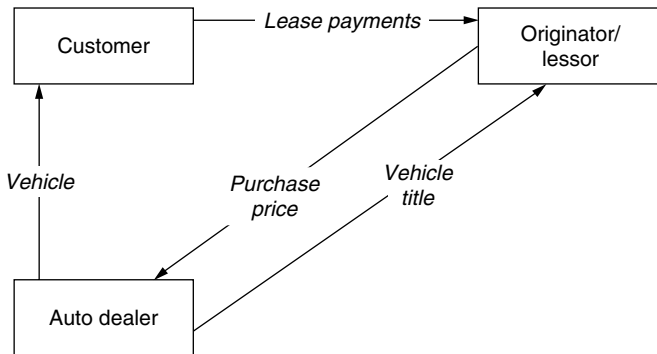 Customer
Lease payments
Originator/
lessor
Vehicle
Purchase
price
Vehicle
title
Auto dealer